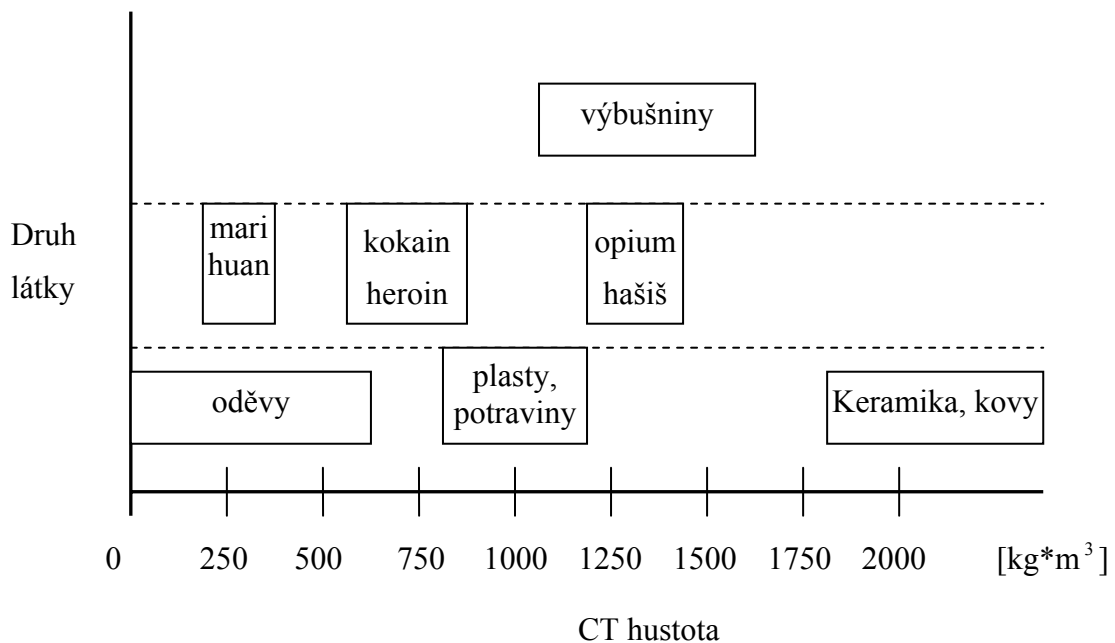 výbušniny
Druh
látky
mari
huan
kokain
heroin
opium
hašiš
oděvy
plasty,
potraviny
Keramika, kovy
0 250 500 750 1000 1250 1500 1750 2000 [kg*m³]
CT hustota